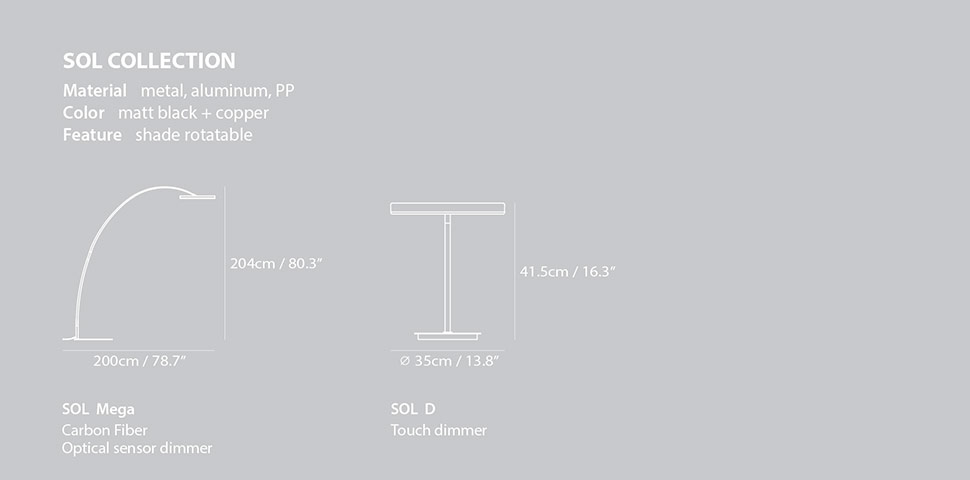 SOL COLLECTION
Material metal, aluminum, PP
Color matt black + copper
Feature shade rotatable
204cm / 80.3”
200cm / 78.7”
41.5cm / 16.3”
∅ 35cm / 13.8”
SOL Mega
Carbon Fiber
Optical sensor dimmer
SOL D
Touch dimmer